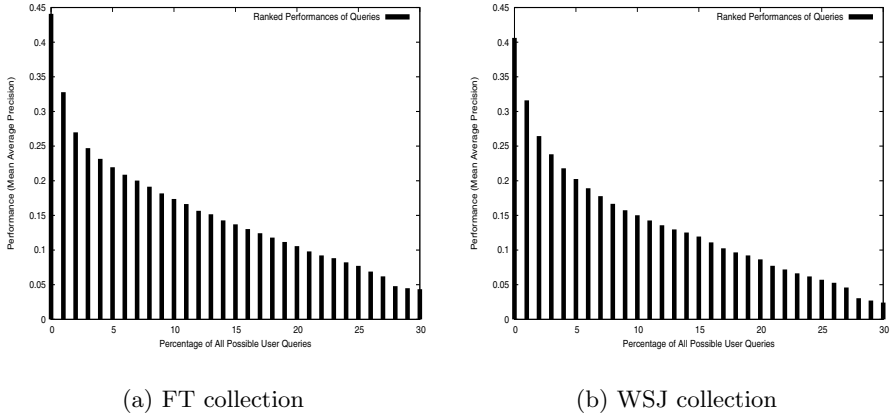 Ranked Performances of Queries
0.45
0.4
0.35
0.3
0.25
0.2
0.15
0.1
0.05
0
Performance (Mean Average Precision)
0 5 10 15 20 25 30
Percentage of All Possible User Queries
(a) FT collection
Ranked Performances of Queries
0.45
0.4
0.35
0.3
0.25
0.2
0.15
0.1
0.05
0
Performance (Mean Average Precision)
0 5 10 15 20 25 30
Percentage of All Possible User Queries
(b) WSJ collection